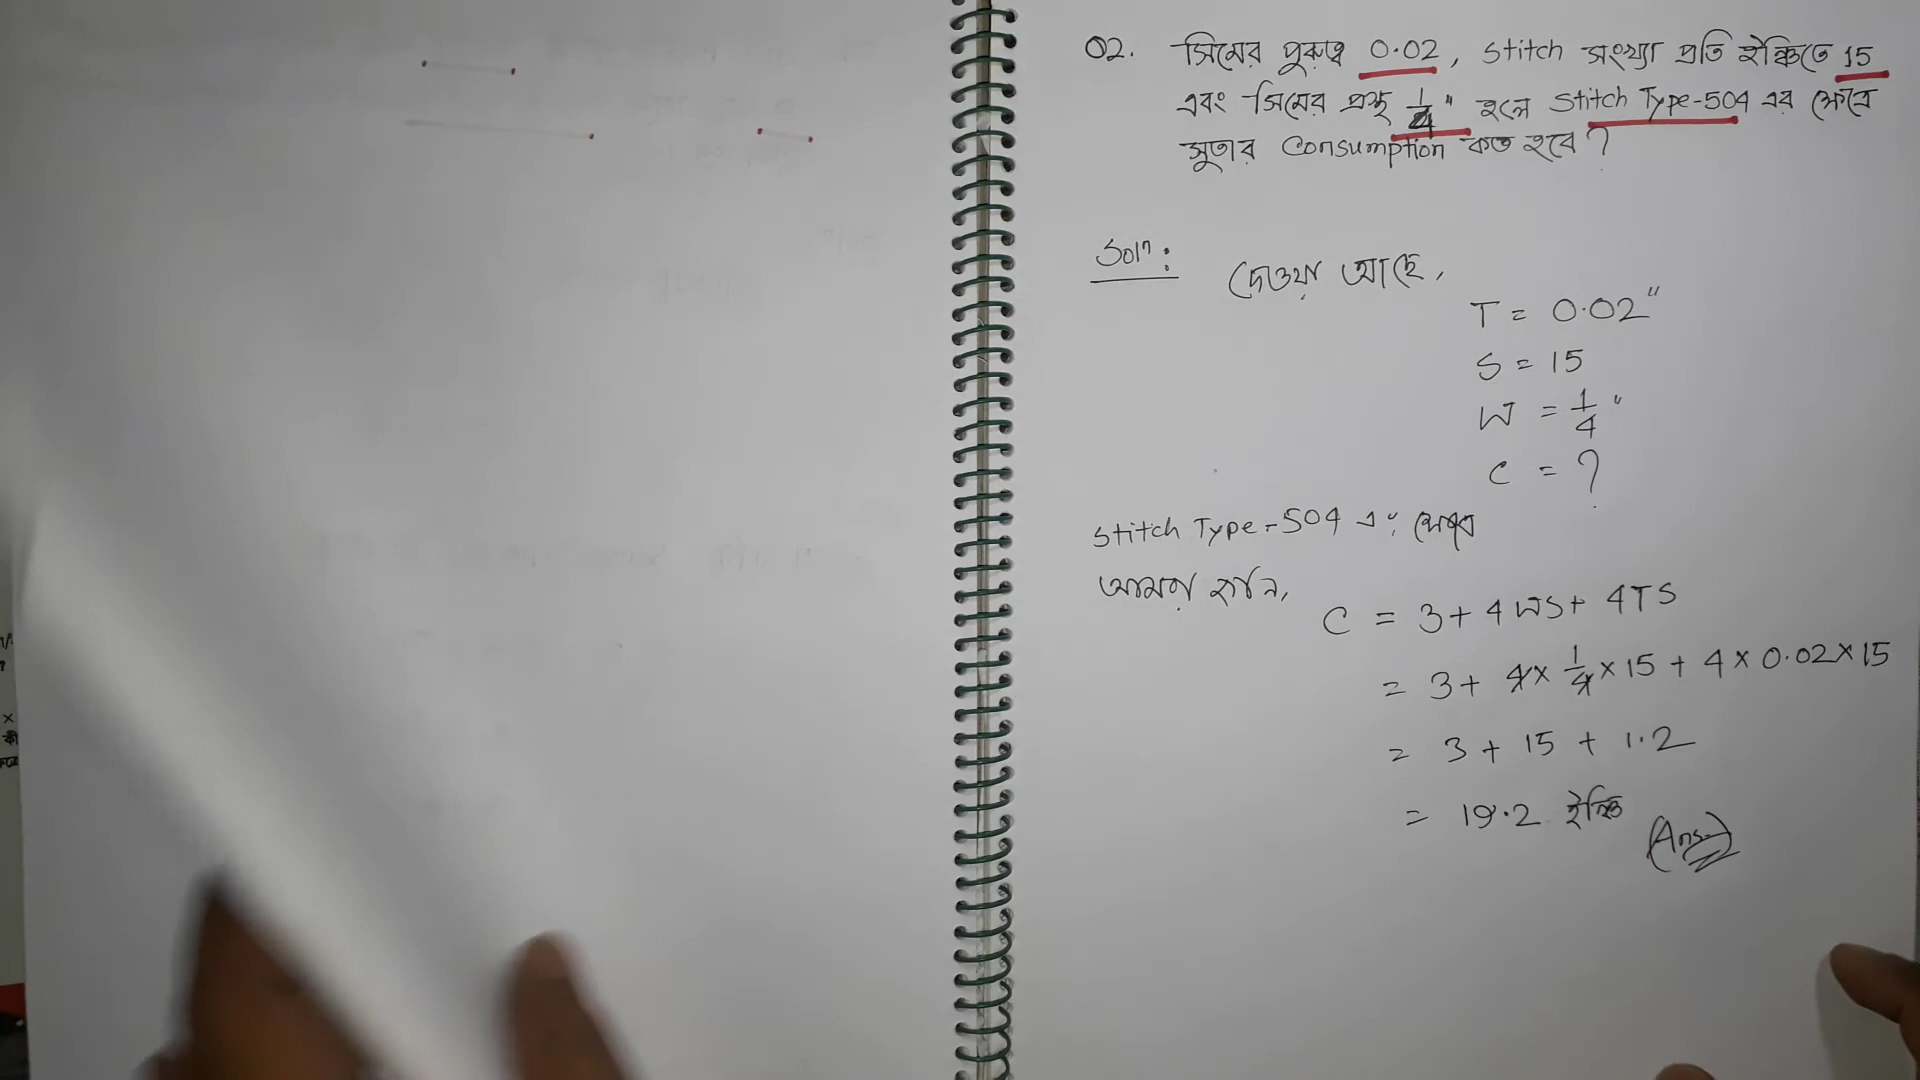 02. সিমের পুরুত্ব 0.02, Stitch সংখ্যা প্রতি ইঞ্চিতে 15
এবং সিমের প্রস্থ 1/4" হলে Stitch Type-504 এর ক্ষেত্রে
সুতার Consumption কত হবে?
Solⁿ: দেওয়া আছে,
T = 0.02"
S = 15
W = 1/4"
C = ?
Stitch Type-504 এর ক্ষেত্রে
আমরা জানি,
C = 3 + 4WS + 4TS
= 3 + 4 × 1/4 × 15 + 4 × 0.02 × 15
= 3 + 15 + 1.2
= 19.2 ইঞ্চি
(Ans)